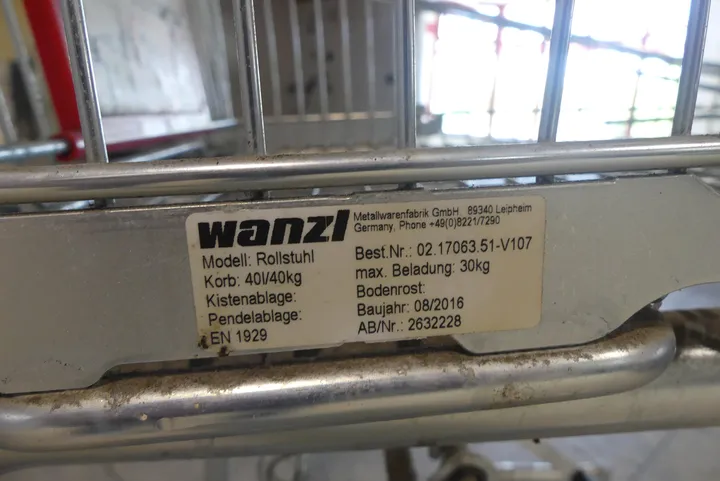 wanzl
Metallwarenfabrik GmbH 89340 Leipheim
Germany, Phone +49(0)8221/7290
Modell: Rollstuhl
Korb: 40l/40kg
Kistenablage:
Pendelablage:
EN 1929
Best.Nr.: 02.17063.51-V107
max. Beladung: 30kg
Bodenrost:
Baujahr: 08/2016
AB/Nr.: 2632228